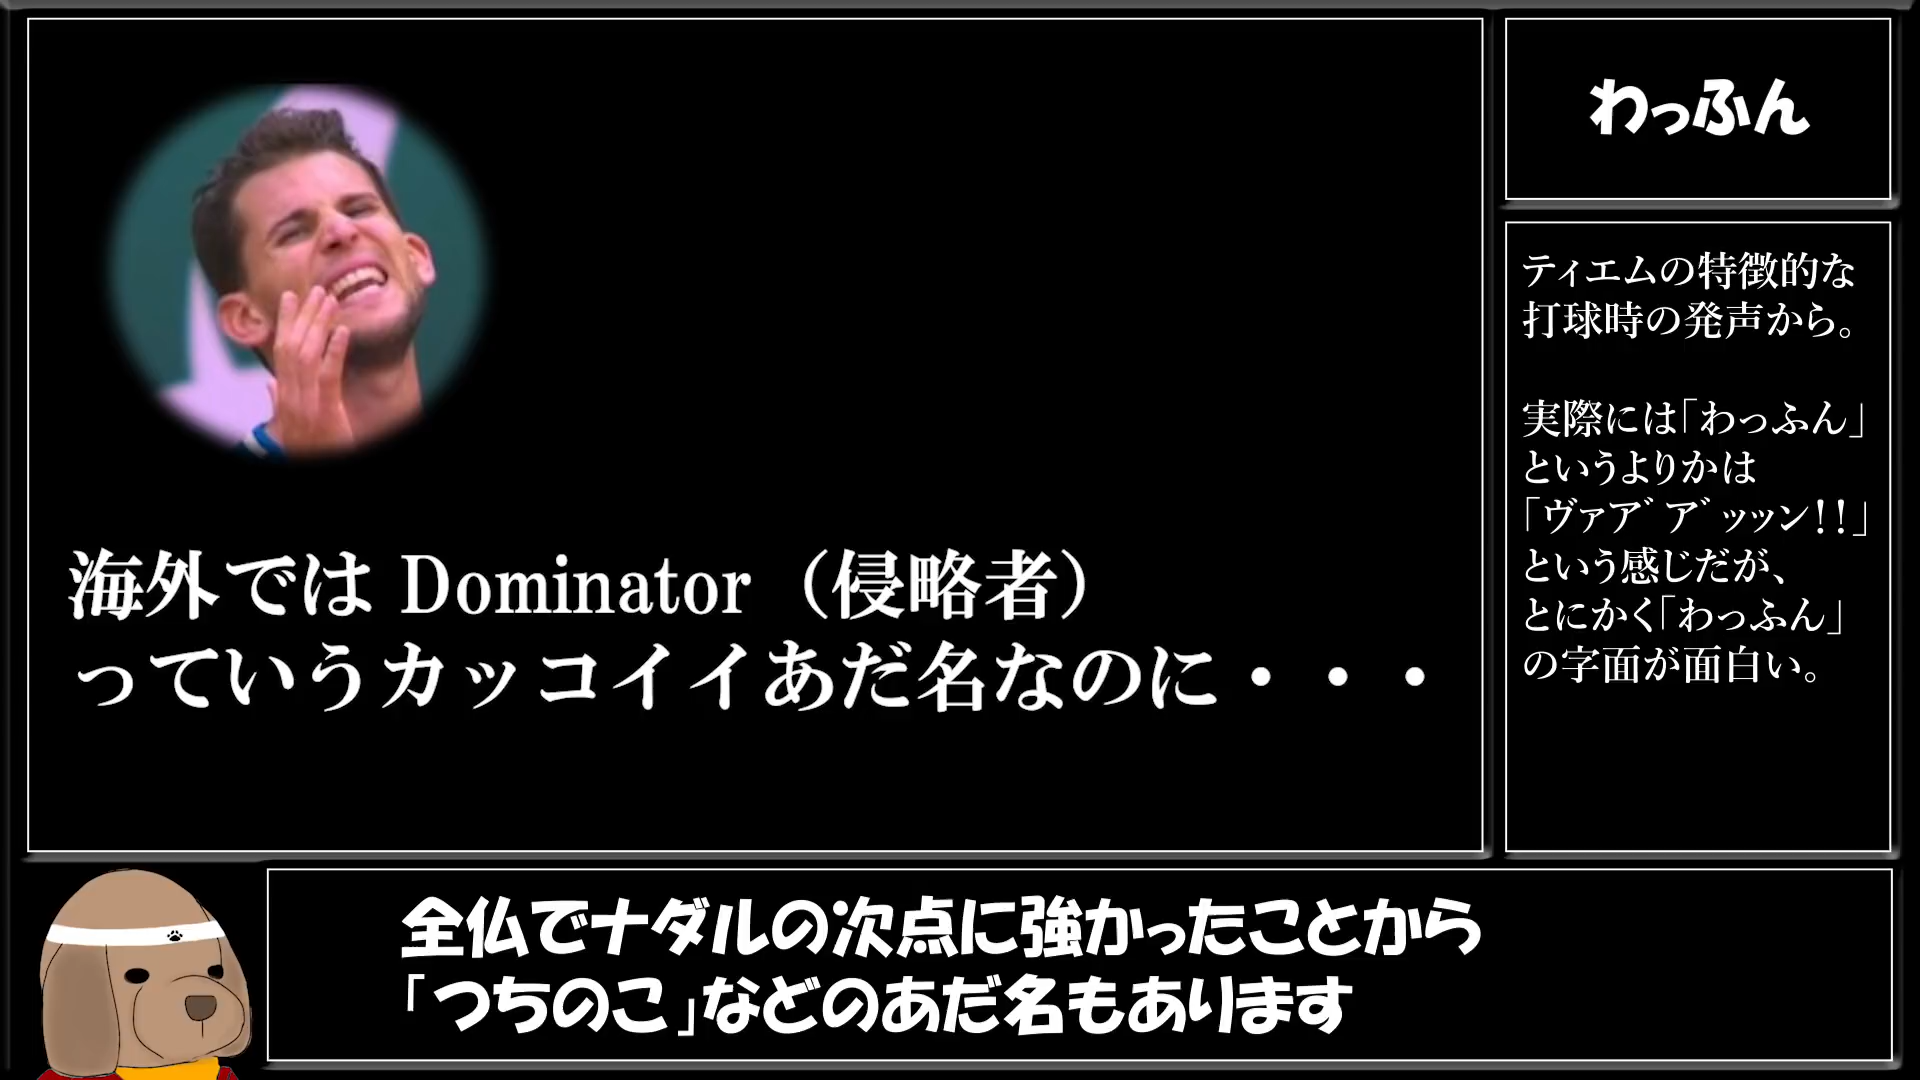 わっふん
ティエムの特徴的な
打球時の発声から。
実際には「わっふん」
というよりかは
「ヴァア゛ア゛ッッン!!」
という感じだが、
とにかく「わっふん」
の字面が面白い。
海外では Dominator（侵略者）
っていうカッコイイあだ名なのに・・・
全仏でナダルの次点に強かったことから
「つちのこ」などのあだ名もあります